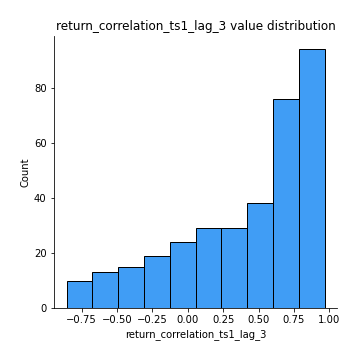 return_correlation_ts1_lag_3 value distribution
80
60
40
20
0
Count
−0.75 −0.50 −0.25 0.00 0.25 0.50 0.75 1.00
return_correlation_ts1_lag_3